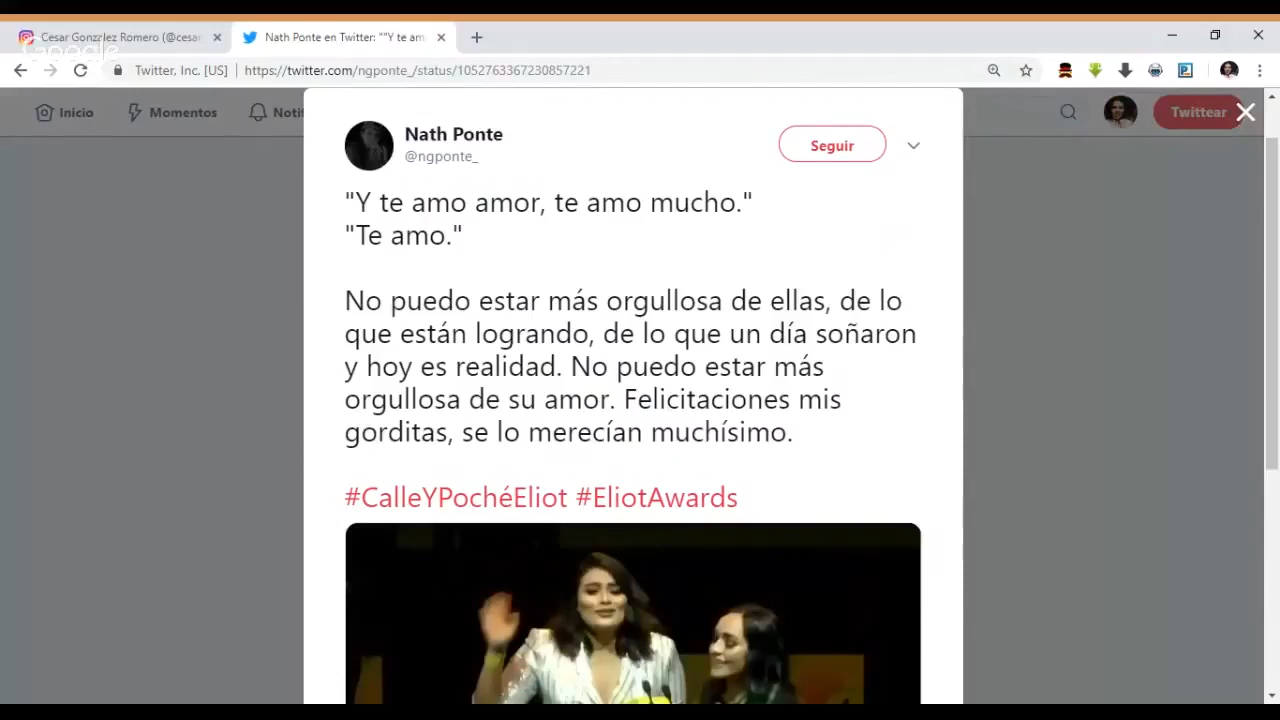 Cesar González Romero (@cesar
Nath Ponte en Twitter: ""Y te am
Google
Twitter, Inc. [US]
https://twitter.com/ngponte_/status/1052763367230857221
Inicio
Momentos
Noti
Twittear
Nath Ponte
@ngponte_
Seguir
"Y te amo amor, te amo mucho."
"Te amo."
No puedo estar más orgullosa de ellas, de lo
que están logrando, de lo que un día soñaron
y hoy es realidad. No puedo estar más
orgullosa de su amor. Felicitaciones mis
gorditas, se lo merecían muchísimo.
#CalleYPochéEliot #EliotAwards